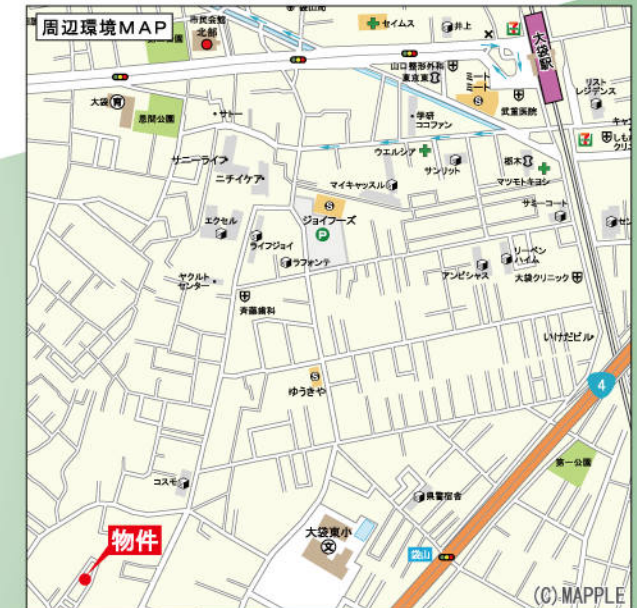 周辺環境MAP
市民会館
北部
セイムス
井上
大袋駅
山口整形外科
東京東
ミートミート
武重医院
リスト
レジデンス
大袋
恩間公園
サトー
学研
ココファン
サニーライフ
ニチイケア
ウエルシア
サンリット
栃木
マツモトキヨシ
マイキャッスル
サミーコート
エクセル
ジョイフーズ
P
ライフジョイ
ラフォンテ
リーベン
ハイム
アンビシャス
大袋クリニック
ヤクルト
センター
斉藤歯科
いけだビル
ゆうきや
4
第一公園
コスモ
県警宿舎
大袋東小
文
袋山
物件
(C)MAPPLE